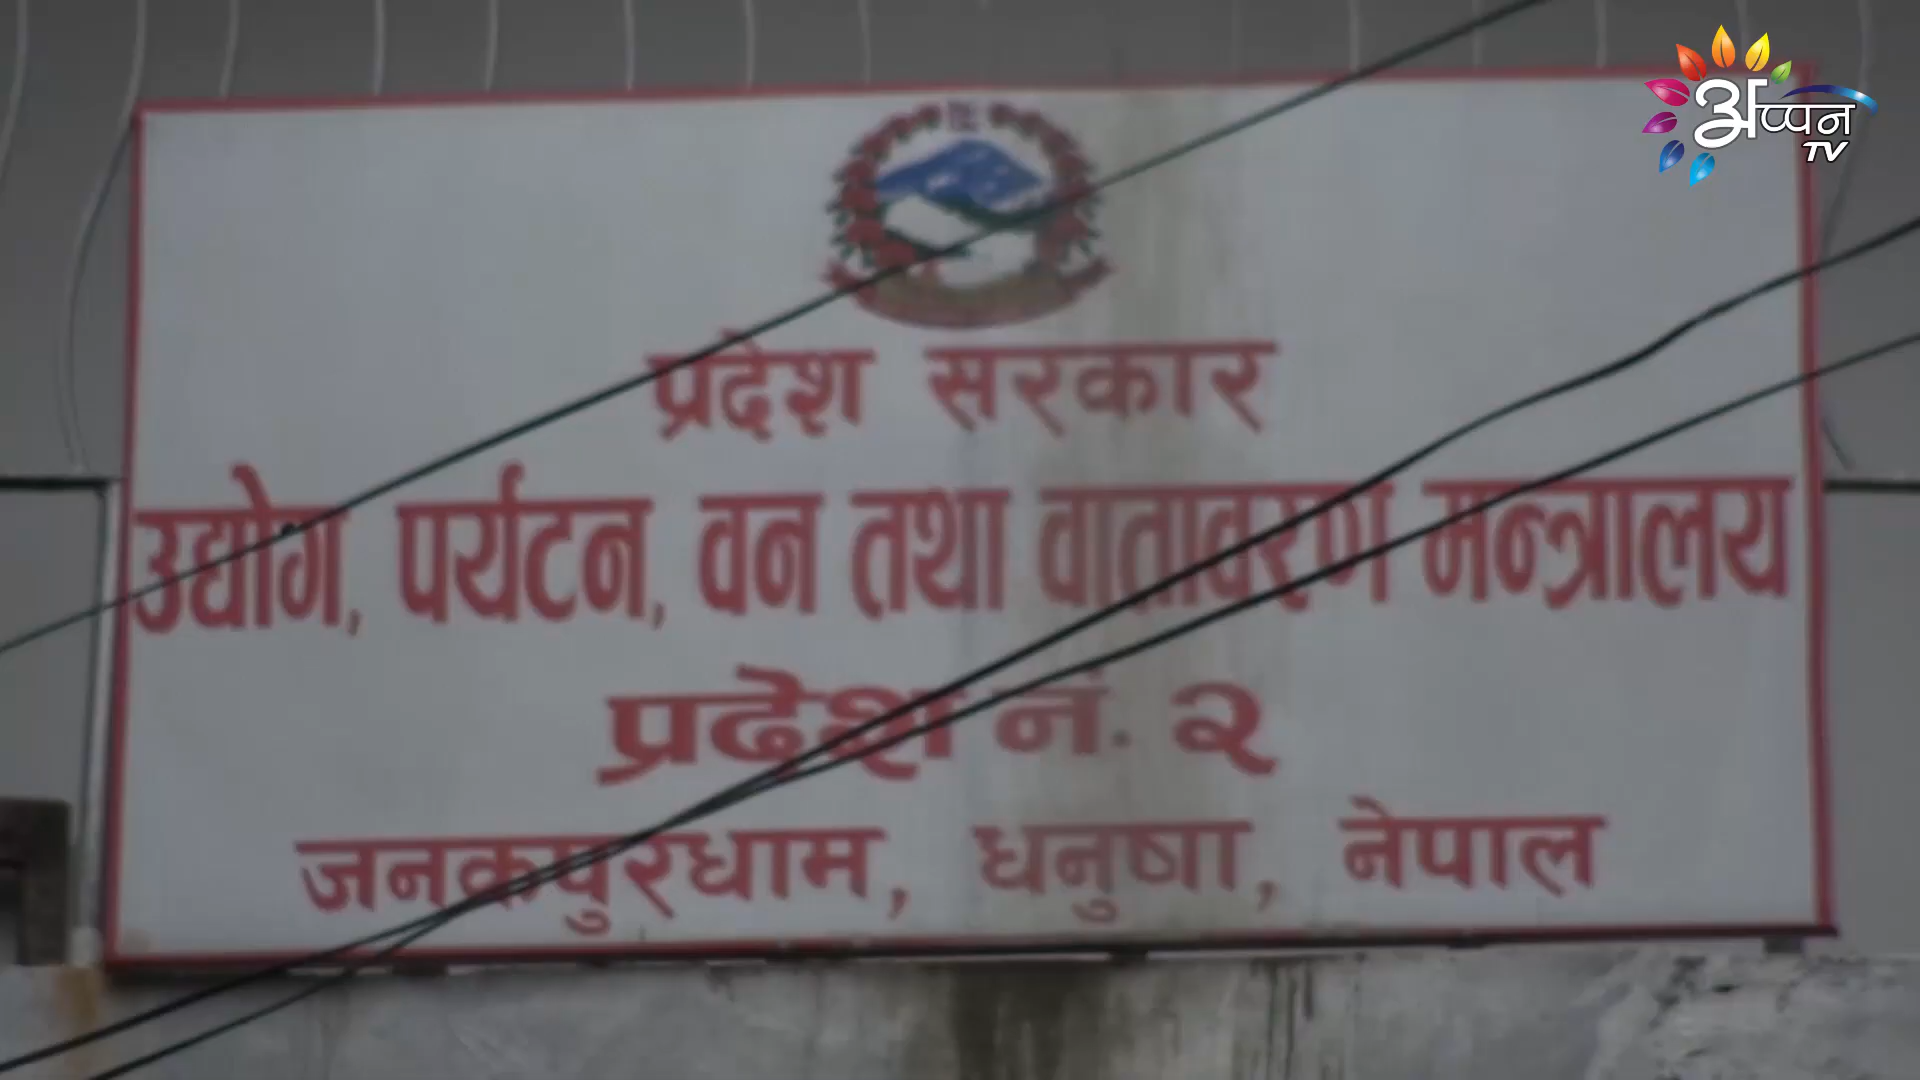 अप्पन
TV
प्रदेश सरकार
उद्योग, पर्यटन, वन तथा वातावरण मन्त्रालय
प्रदेश नं. २
जनकपुरधाम, धनुषा, नेपाल